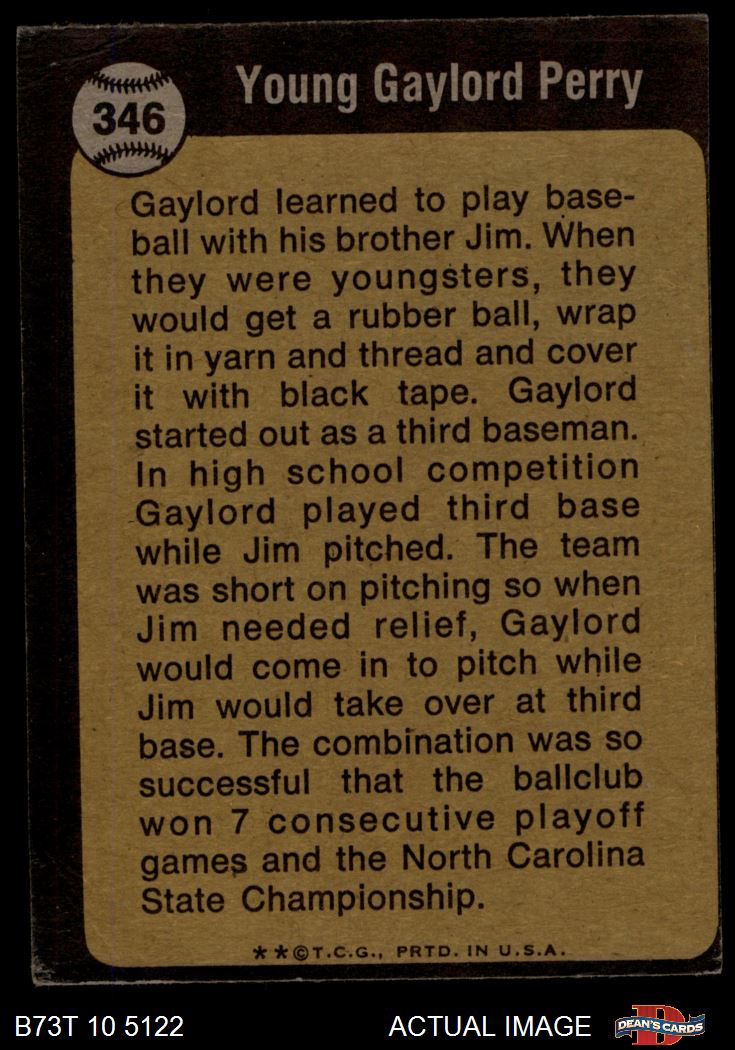 346
Young Gaylord Perry
Gaylord learned to play base-
ball with his brother Jim. When
they were youngsters, they
would get a rubber ball, wrap
it in yarn and thread and cover
it with black tape. Gaylord
started out as a third baseman.
In high school competition
Gaylord played third base
while Jim pitched. The team
was short on pitching so when
Jim needed relief, Gaylord
would come in to pitch while
Jim would take over at third
base. The combination was so
successful that the ballclub
won 7 consecutive playoff
games and the North Carolina
State Championship.
**©T.C.G., PRTD. IN U.S.A.
B73T 10 5122
ACTUAL IMAGE
D
DEAN'S CARDS